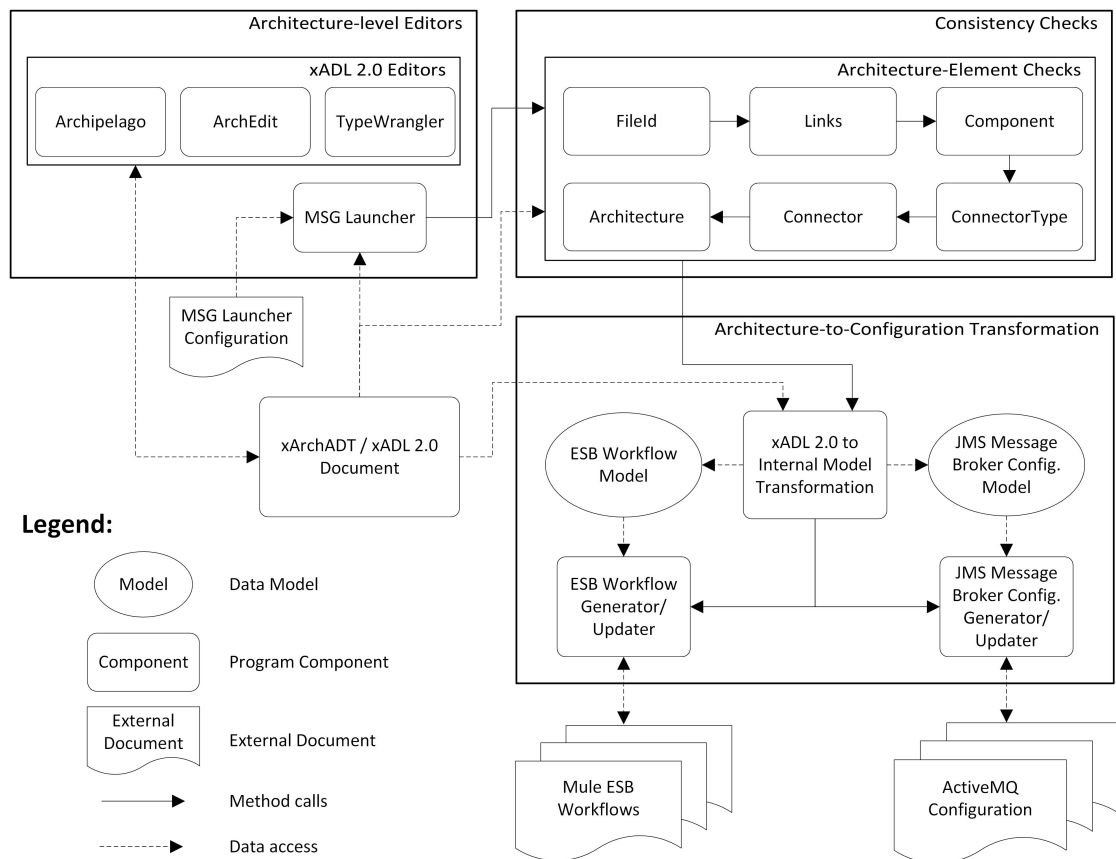 Architecture-level Editors
xADL 2.0 Editors
Archipelago
ArchEdit
TypeWrangler
MSG Launcher
MSG Launcher
Configuration
xArchADT / xADL 2.0
Document
Consistency Checks
Architecture-Element Checks
FileId
Links
Component
Architecture
Connector
ConnectorType
Architecture-to-Configuration Transformation
ESB Workflow
Model
xADL 2.0 to
Internal Model
Transformation
JMS Message
Broker Config.
Model
ESB Workflow
Generator/
Updater
JMS Message
Broker Config.
Generator/
Updater
Mule ESB
Workflows
ActiveMQ
Configuration
Legend:
Model
Data Model
Component
Program Component
External
Document
External Document
Method calls
Data access